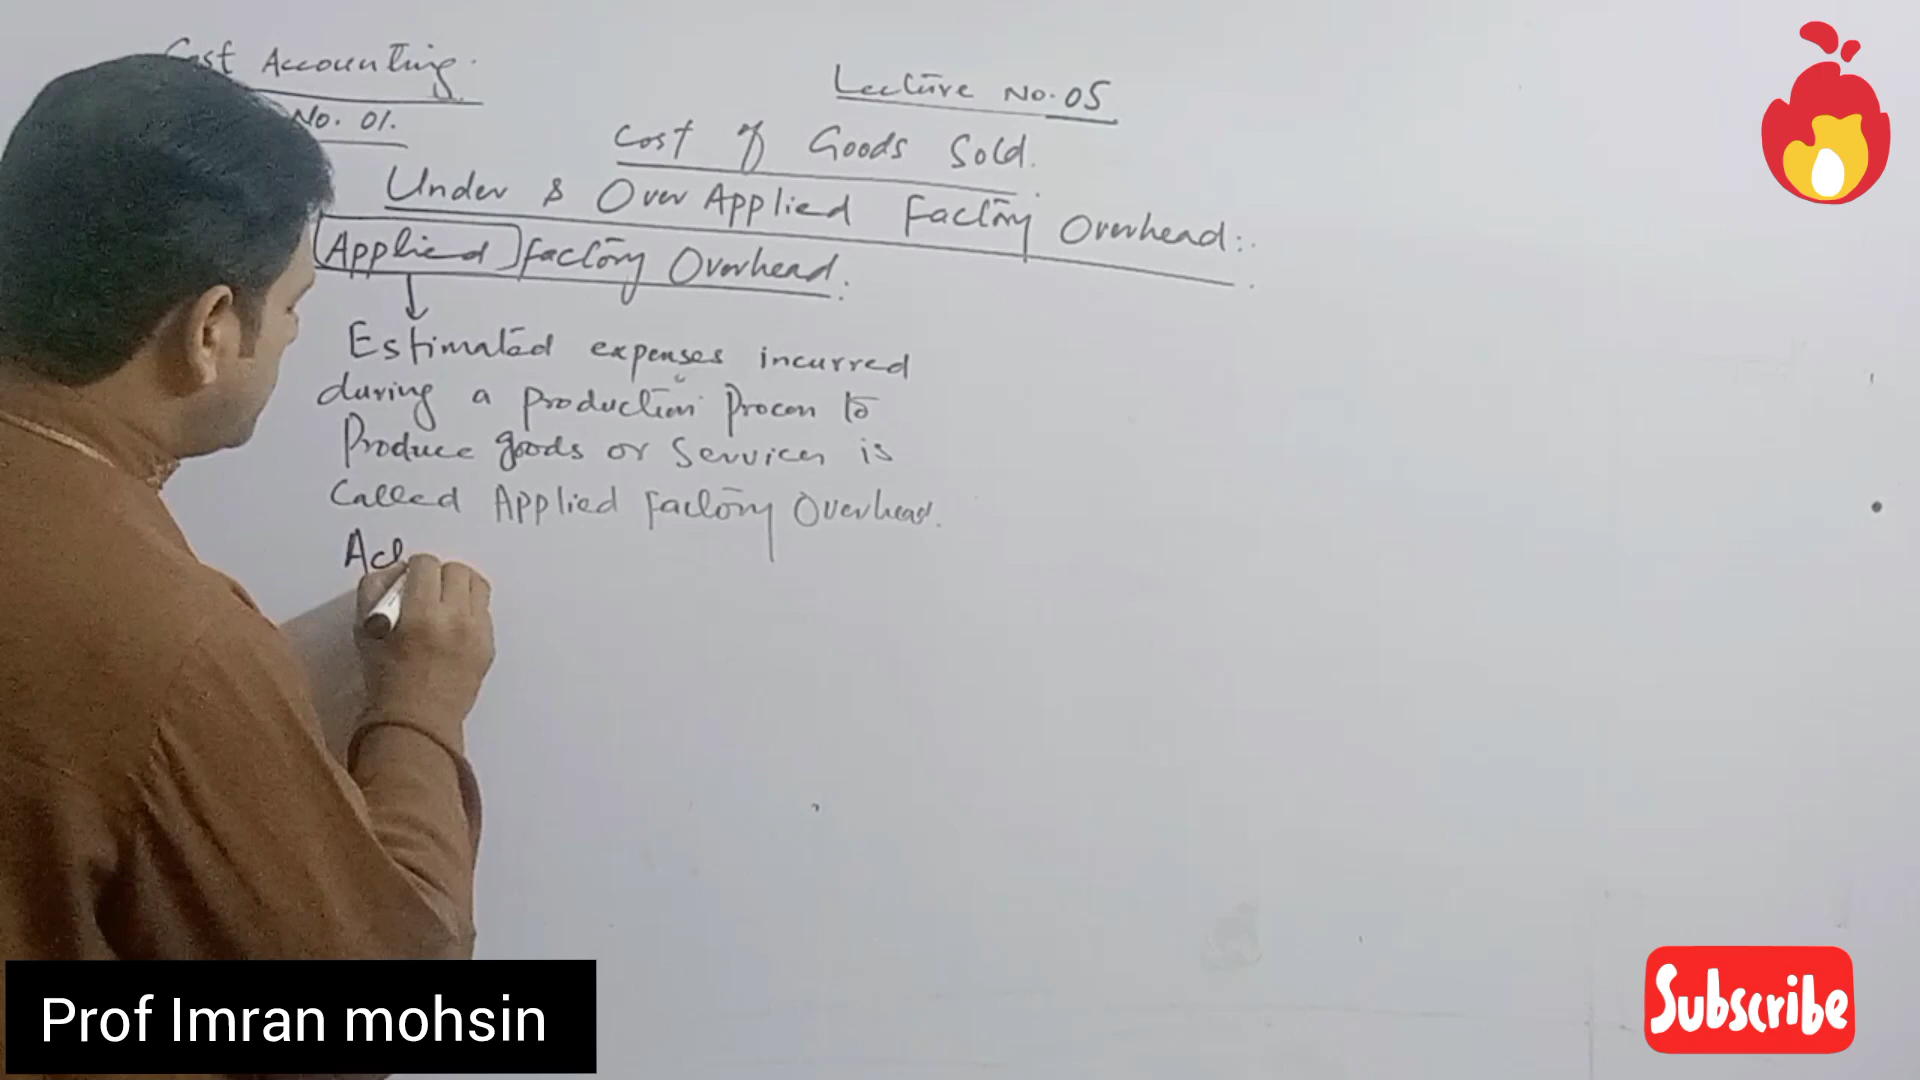 Cost Accounting.
No. 01.
Lecture No. 05
Cost of Goods Sold.
Under & Over Applied Factory Overhead:.
Applied Factory Overhead:
Estimated expenses incurred
during a production Process to
Produce goods or Services is
Called Applied Factory Overhead.
Act
Prof Imran mohsin
Subscribe